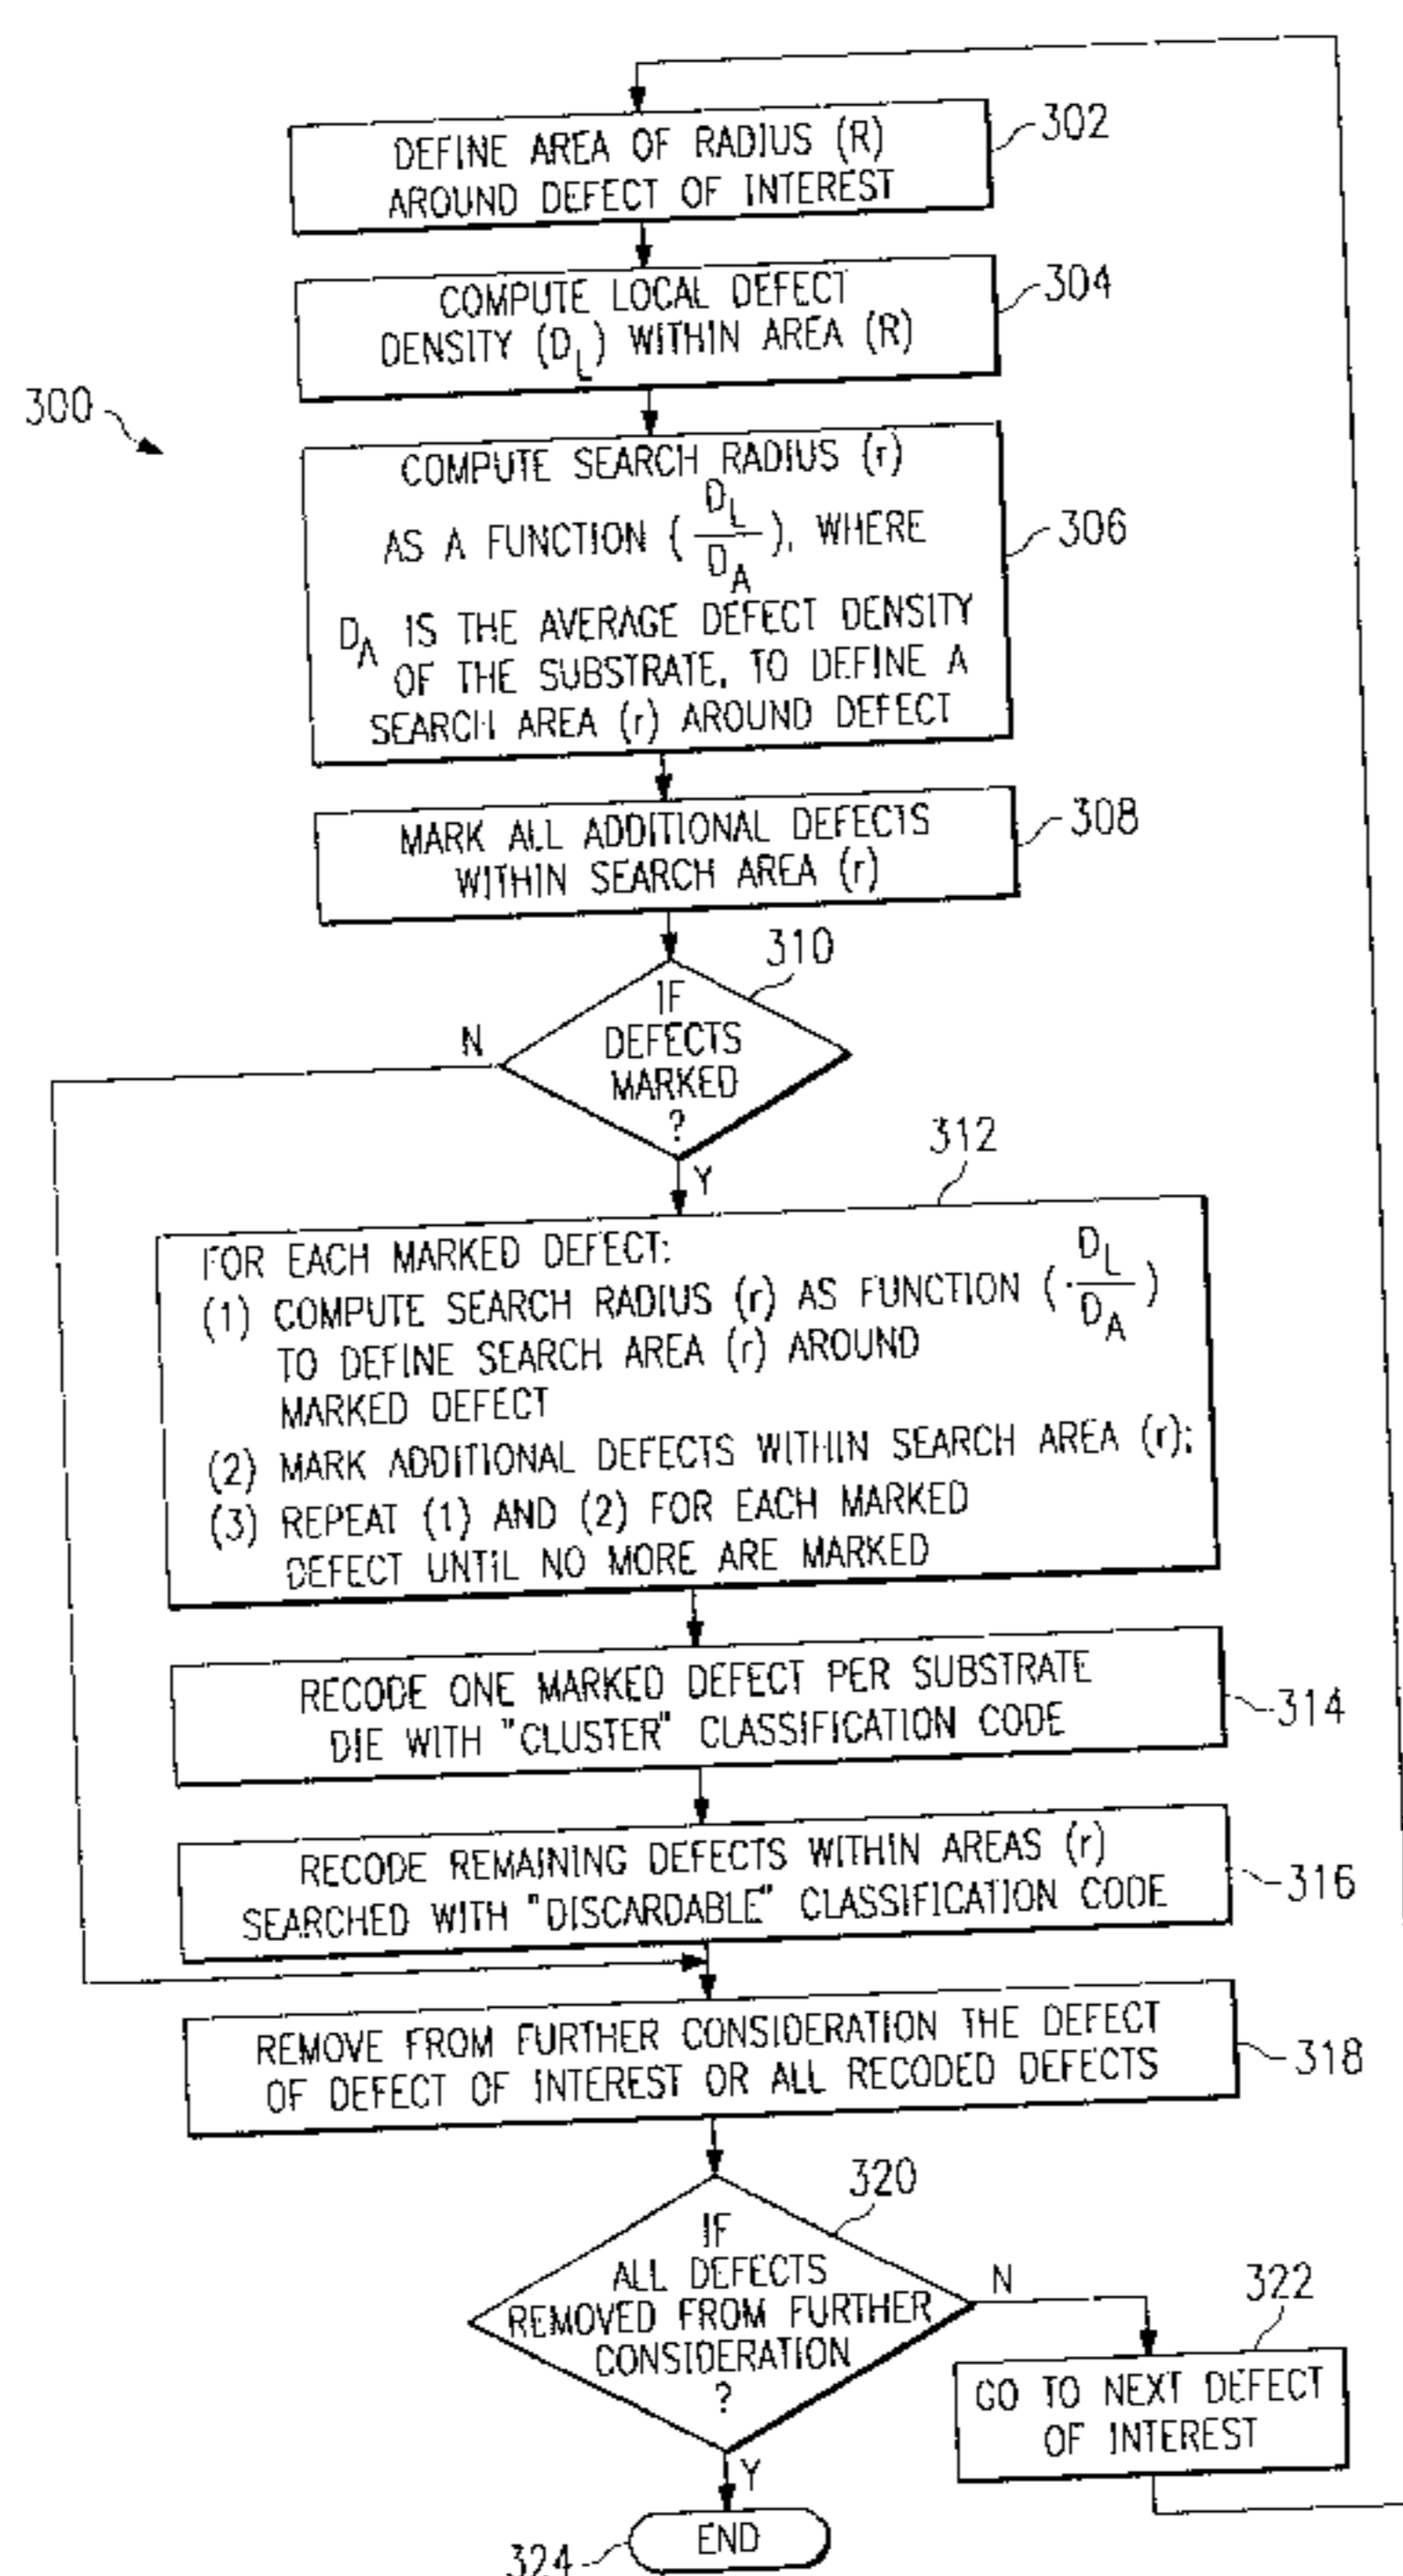 302
DEFINE AREA OF RADIUS (R)
AROUND DEFECT OF INTEREST
304
COMPUTE LOCAL DEFECT
DENSITY (D_L) WITHIN AREA (R)
300
306
COMPUTE SEARCH RADIUS (r)
AS A FUNCTION (D_L/D_A), WHERE
D_A IS THE AVERAGE DEFECT DENSITY
OF THE SUBSTRATE, TO DEFINE A
SEARCH AREA (r) AROUND DEFECT
308
MARK ALL ADDITIONAL DEFECTS
WITHIN SEARCH AREA (r)
310
IF
DEFECTS
MARKED
?
N
Y
312
FOR EACH MARKED DEFECT:
(1) COMPUTE SEARCH RADIUS (r) AS FUNCTION (D_L/D_A)
TO DEFINE SEARCH AREA (r) AROUND
MARKED DEFECT
(2) MARK ADDITIONAL DEFECTS WITHIN SEARCH AREA (r);
(3) REPEAT (1) AND (2) FOR EACH MARKED
DEFECT UNTIL NO MORE ARE MARKED
RECODE ONE MARKED DEFECT PER SUBSTRATE
DIE WITH "CLUSTER" CLASSIFICATION CODE
314
RECODE REMAINING DEFECTS WITHIN AREAS (r)
SEARCHED WITH "DISCARDABLE" CLASSIFICATION CODE
316
REMOVE FROM FURTHER CONSIDERATION THE DEFECT
OF DEFECT OF INTEREST OR ALL RECODED DEFECTS
318
320
IF
ALL DEFECTS
REMOVED FROM FURTHER
CONSIDERATION
?
N
Y
322
GO TO NEXT DEFECT
OF INTEREST
END
324